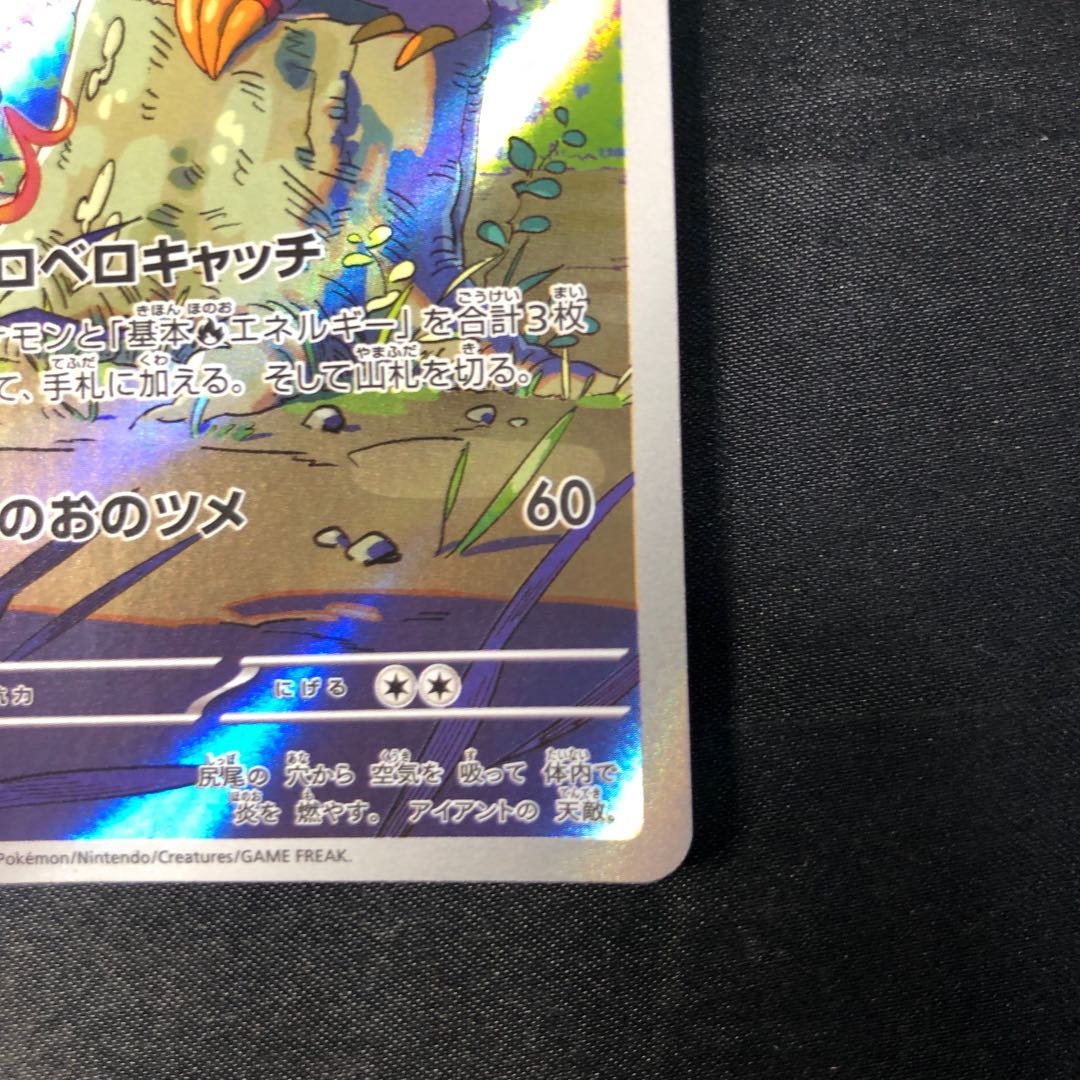 ロベロキャッチ
ケモンと「基本エネルギー」を合計3枚
て、手札に加える。そして山札を切る。
のおのツメ 60
抗力 にげる
尻尾の 穴から 空気を 吸って 体内で
炎を 燃やす。 アイアントの 天敵。
Pokémon/Nintendo/Creatures/GAME FREAK.